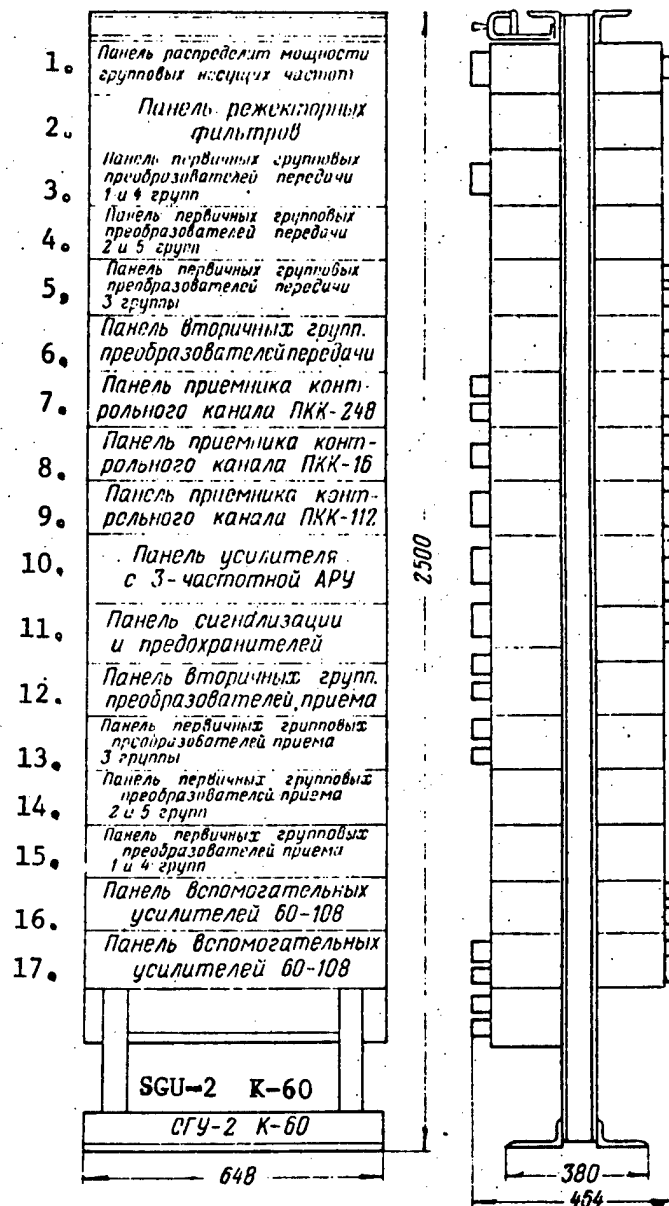 1. Панель распределит мощности
групповых несущих частот
2. Панель режекторных
фильтров
3. Панель первичных групповых
преобразователей передачи
1 и 4 групп
4. Панель первичных групповых
преобразователей передачи
2 и 5 групп
5. Панель первичных групповых
преобразователей передачи
3 группы
6. Панель вторичных групп.
преобразователей передачи
7. Панель приемника конт-
рольного канала ПКК-248
8. Панель приемника конт-
рольного канала ПКК-16
9. Панель приемника конт-
рольного канала ПКК-112
10. Панель усилителя
с 3-частотной АРУ
11. Панель сигнализации
и предохранителей
12. Панель вторичных групп.
преобразователей приема
13. Панель первичных групповых
преобразователей приема
3 группы
14. Панель первичных групповых
преобразователей приема
2 и 5 групп
15. Панель первичных групповых
преобразователей приема
1 и 4 групп
16. Панель вспомогательных
усилителей 60-108
17. Панель вспомогательных
усилителей 60-108
SGU-2 K-60
СГУ-2 К-60
648
2500
380
464